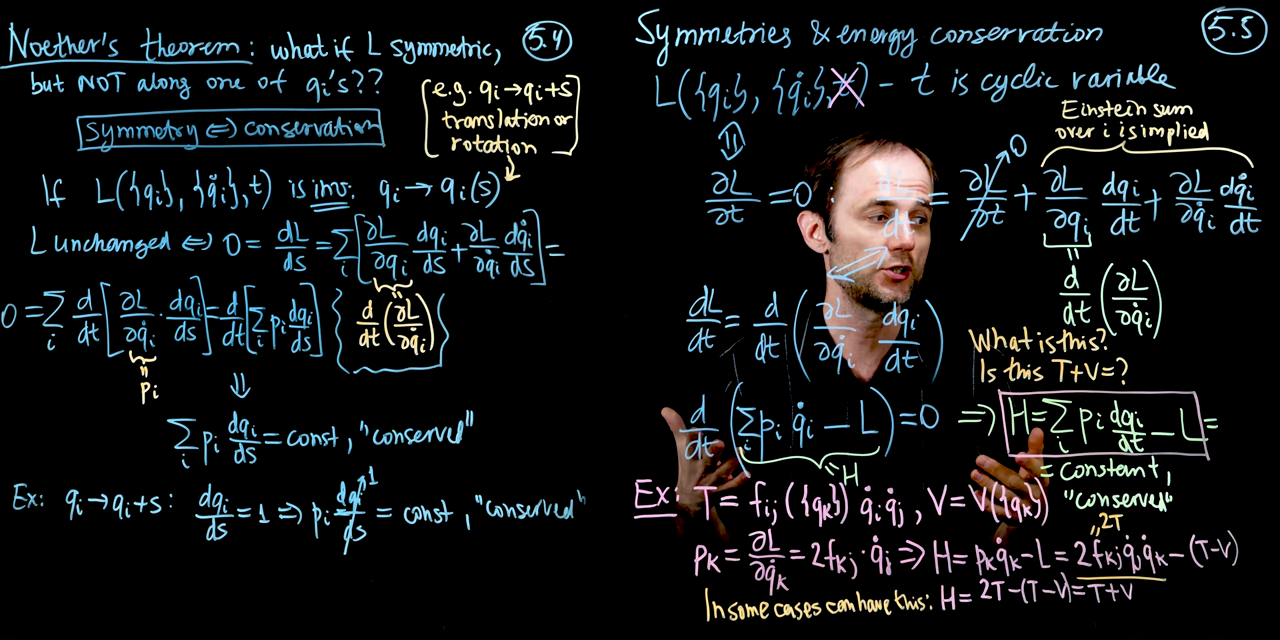 Noether's theorem: what if L symmetric, 5.4
but NOT along one of qi's??
[e.g. qi→qi+s
translation or
rotation]
Symmetry ⇔ conservation
If L({qi}, {q̇i}, t) is inv. qi → qi(s)
L unchanged ⇔ 0 = dL/ds = Σi [∂L/∂qi dqi/ds + ∂L/∂q̇i dq̇i/ds] =
0 = Σi d/dt [∂L/∂q̇i · dqi/ds] = d/dt [Σi pi dqi/ds] { d/dt (∂L/∂q̇i) }
" pi
⇓
Σi pi dqi/ds = const, "conserved"
Ex: qi → qi+s: dqi/ds = 1 ⇒ pi dqi/ds 1 = const, "conserved"
Symmetries & energy conservation 5.5
L({qi}, {q̇i}, t) – t is cyclic variable
Einstein sum
over i is implied
⇓
∂L/∂t = 0 : dL/dt = ∂L/∂t 0 + ∂L/∂qi dqi/dt + ∂L/∂q̇i dq̇i/dt
" d/dt (∂L/∂q̇i)
dL/dt = d/dt (∂L/∂q̇i dqi/dt)
What is this?
Is this T+V=?
d/dt (Σi pi q̇i – L) = 0 ⇒ H = Σi pi dqi/dt – L =
" H
= constant,
"conserved"
Ex: T = fij({qk}) q̇i q̇j, V = V({qk})
" 2T
pk = ∂L/∂q̇k = 2fkj · q̇j ⇒ H = pk q̇k – L = 2fkj q̇j q̇k – (T–V)
In some cases can have this: H = 2T – (T–V) = T+V